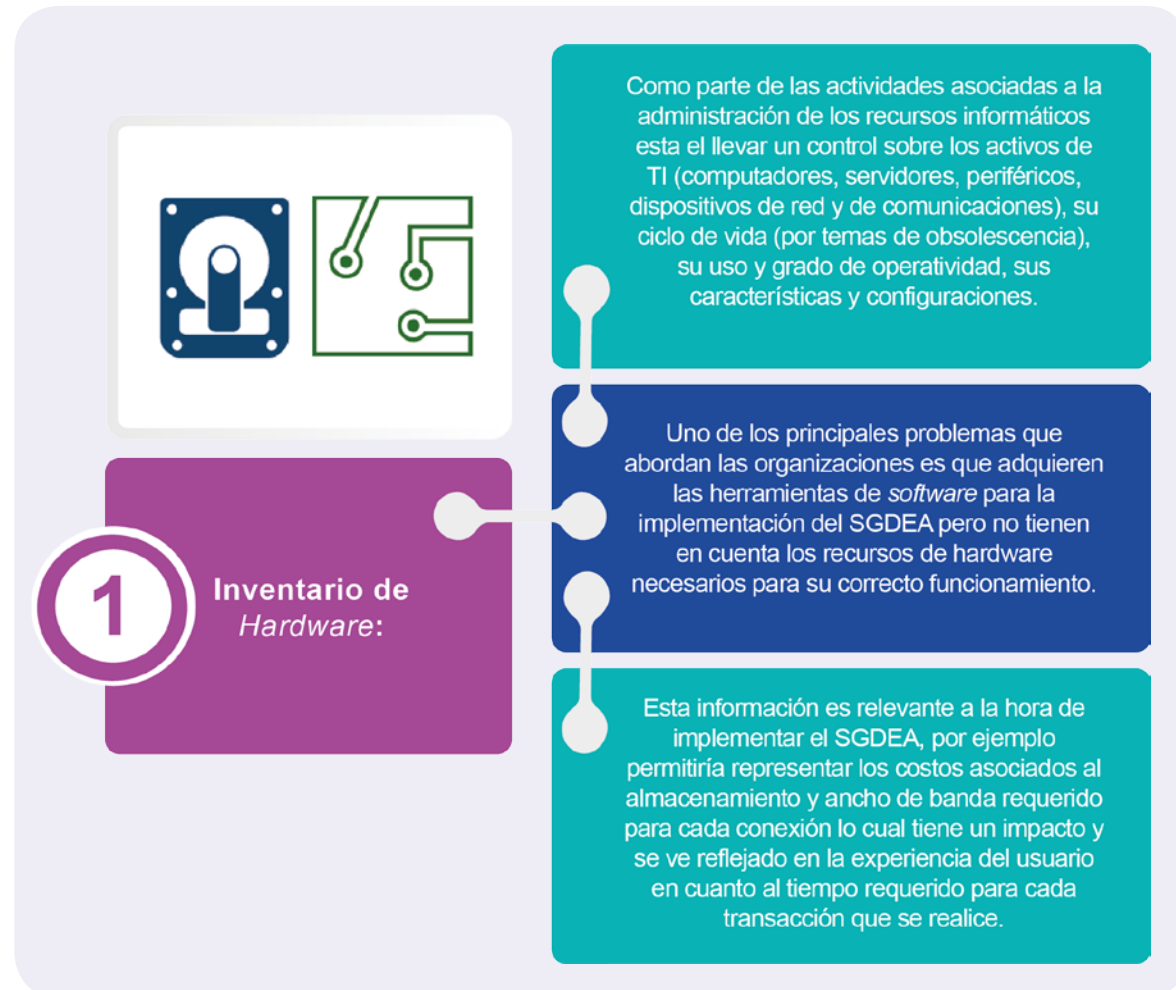 Como parte de las actividades asociadas a la
administración de los recursos informáticos
esta el llevar un control sobre los activos de
TI (computadores, servidores, periféricos,
dispositivos de red y de comunicaciones), su
ciclo de vida (por temas de obsolescencia),
su uso y grado de operatividad, sus
características y configuraciones.
1
Inventario de
Hardware:
Uno de los principales problemas que
abordan las organizaciones es que adquieren
las herramientas de software para la
implementación del SGDEA pero no tienen
en cuenta los recursos de hardware
necesarios para su correcto funcionamiento.
Esta información es relevante a la hora de
implementar el SGDEA, por ejemplo
permitiría representar los costos asociados al
almacenamiento y ancho de banda requerido
para cada conexión lo cual tiene un impacto y
se ve reflejado en la experiencia del usuario
en cuanto al tiempo requerido para cada
transacción que se realice.